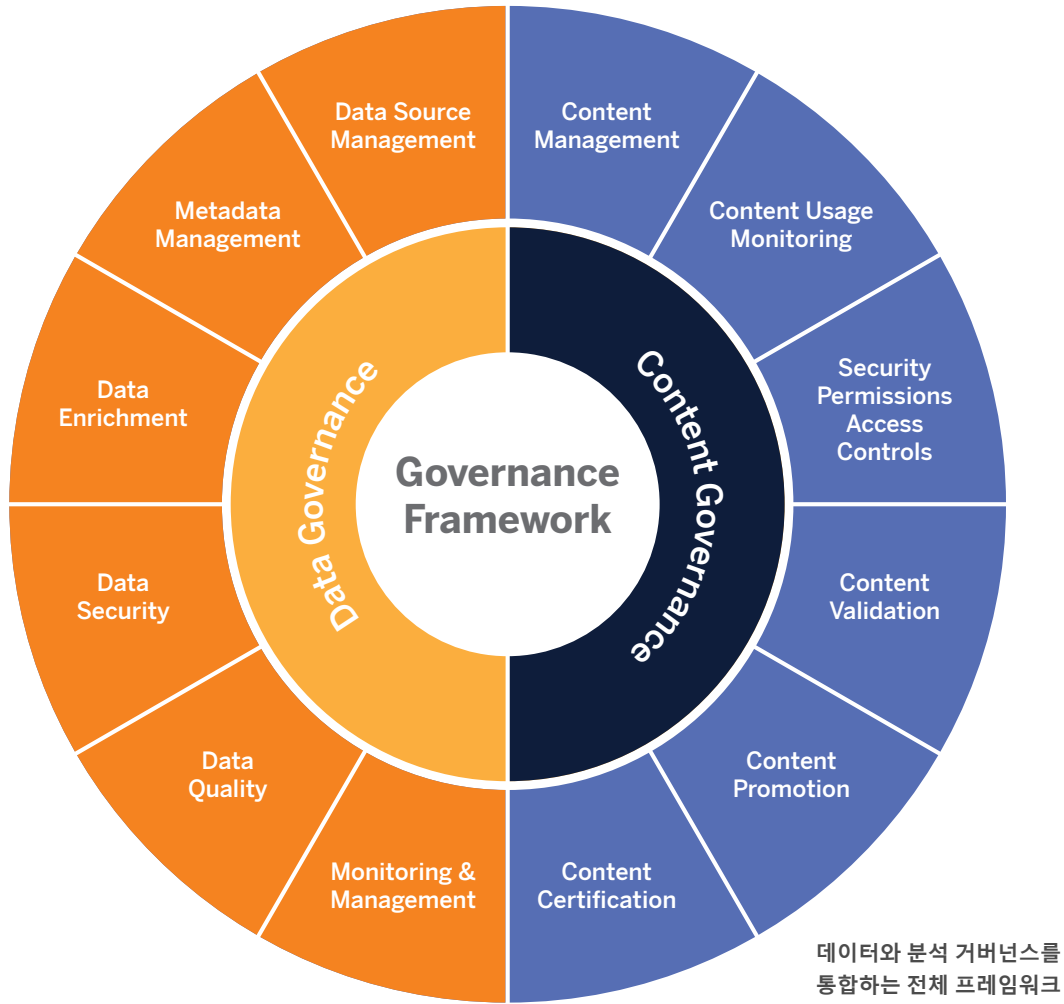 Data Source
Management
Content
Management
Metadata
Management
Content Usage
Monitoring
Data
Enrichment
Security
Permissions
Access
Controls
Data Governance
Governance
Framework
Content Governance
Data
Security
Content
Validation
Data
Quality
Content
Promotion
Monitoring &
Management
Content
Certification
데이터와 분석 거버넌스를
통합하는 전체 프레임워크